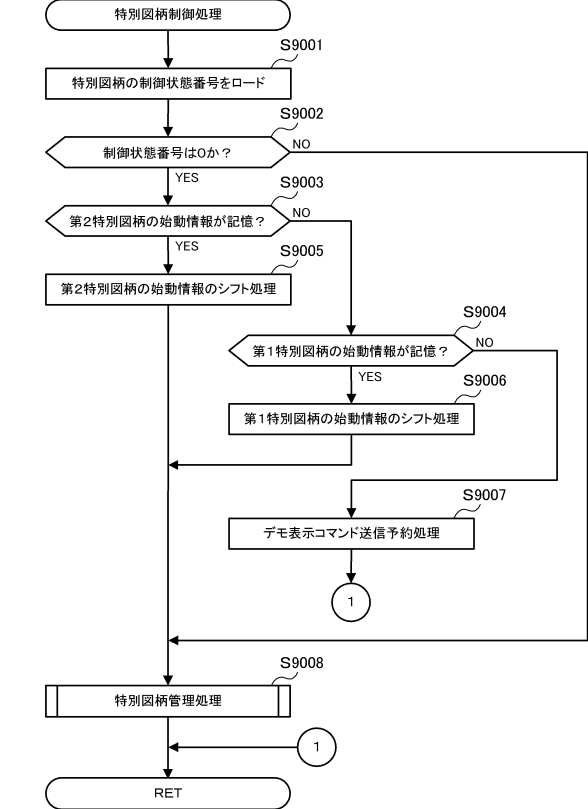 特別図柄制御処理
S9001
特別図柄の制御状態番号をロード
S9002
制御状態番号は0か？
NO
YES
S9003
第2特別図柄の始動情報が記憶？
NO
YES
S9005
第2特別図柄の始動情報のシフト処理
S9004
第1特別図柄の始動情報が記憶？
NO
YES
S9006
第1特別図柄の始動情報のシフト処理
S9007
デモ表示コマンド送信予約処理
1
S9008
特別図柄管理処理
1
RET